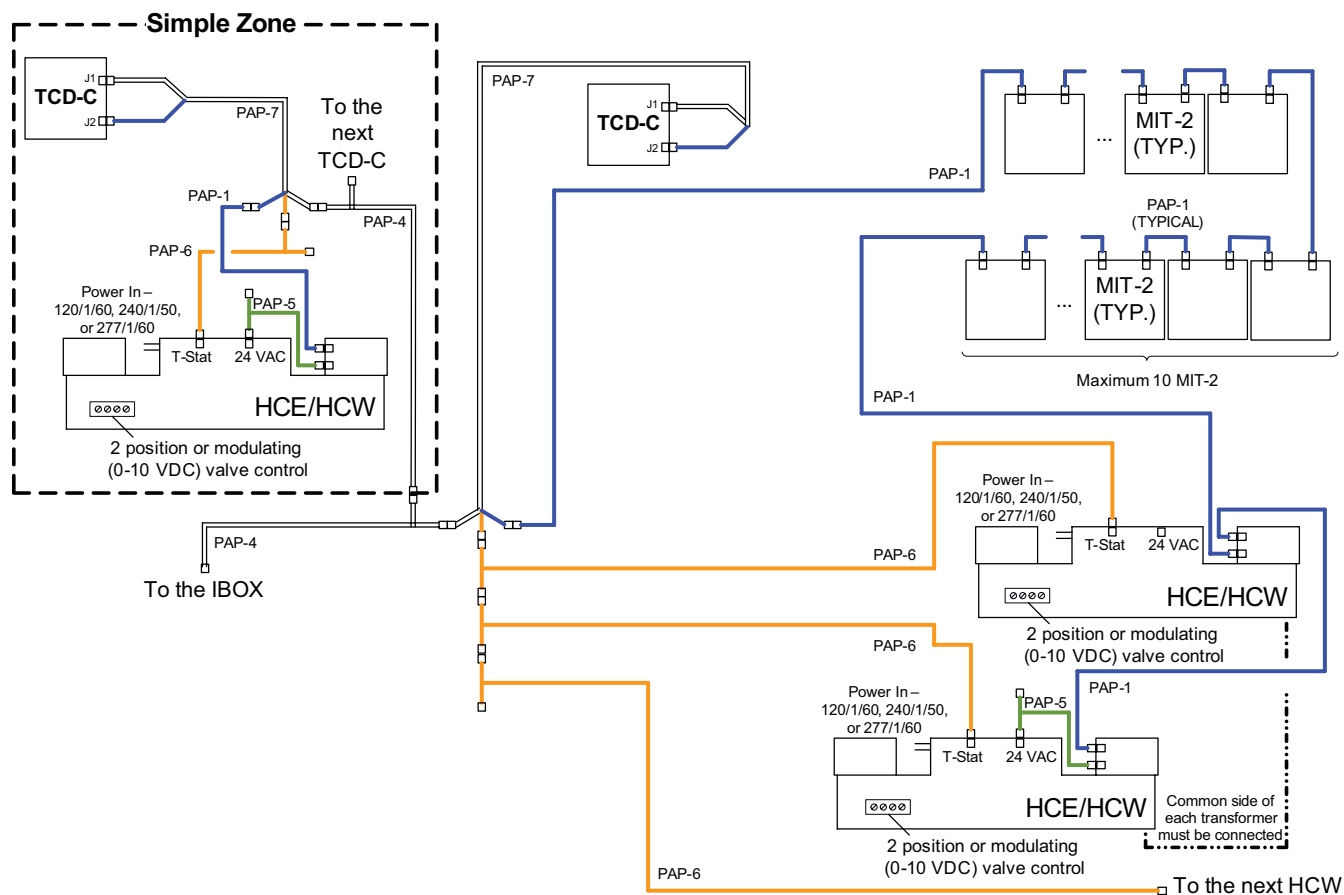 Simple Zone
J1
TCD-C
J2
PAP-7
To the
next
TCD-C
PAP-1
PAP-4
PAP-6
Power In –
120/1/60, 240/1/50,
or 277/1/60
PAP-5
T-Stat
24 VAC
HCE/HCW
2 position or modulating
(0-10 VDC) valve control
PAP-4
To the IBOX
PAP-7
J1
TCD-C
J2
PAP-1
...
MIT-2
(TYP.)
PAP-1
(TYPICAL)
...
MIT-2
(TYP.)
Maximum 10 MIT-2
PAP-1
PAP-6
Power In –
120/1/60, 240/1/50,
or 277/1/60
T-Stat
24 VAC
HCE/HCW
2 position or modulating
(0-10 VDC) valve control
PAP-6
PAP-1
Power In –
120/1/60, 240/1/50,
or 277/1/60
PAP-5
T-Stat
24 VAC
HCE/HCW
2 position or modulating
(0-10 VDC) valve control
Common side of
each transformer
must be connected
PAP-6
To the next HCW